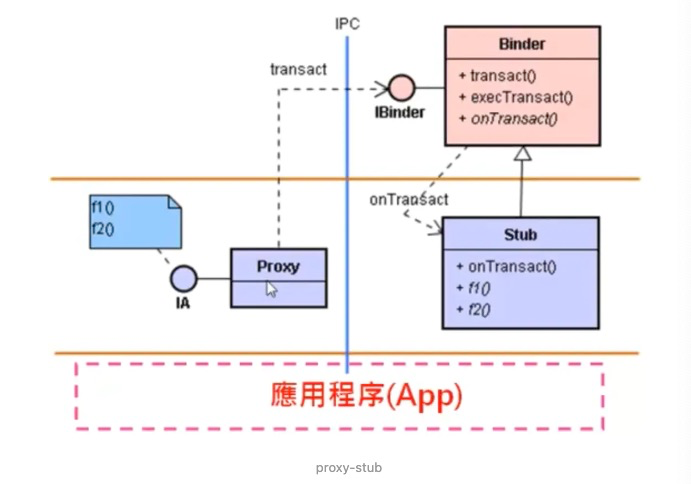 IPC
Binder
transact
+ transact()
+ execTransact()
+ onTransact()
IBinder
f1()
f2()
onTransact
Proxy
IA
Stub
+ onTransact()
+ f1()
+ f2()
應用程序(App)
proxy-stub